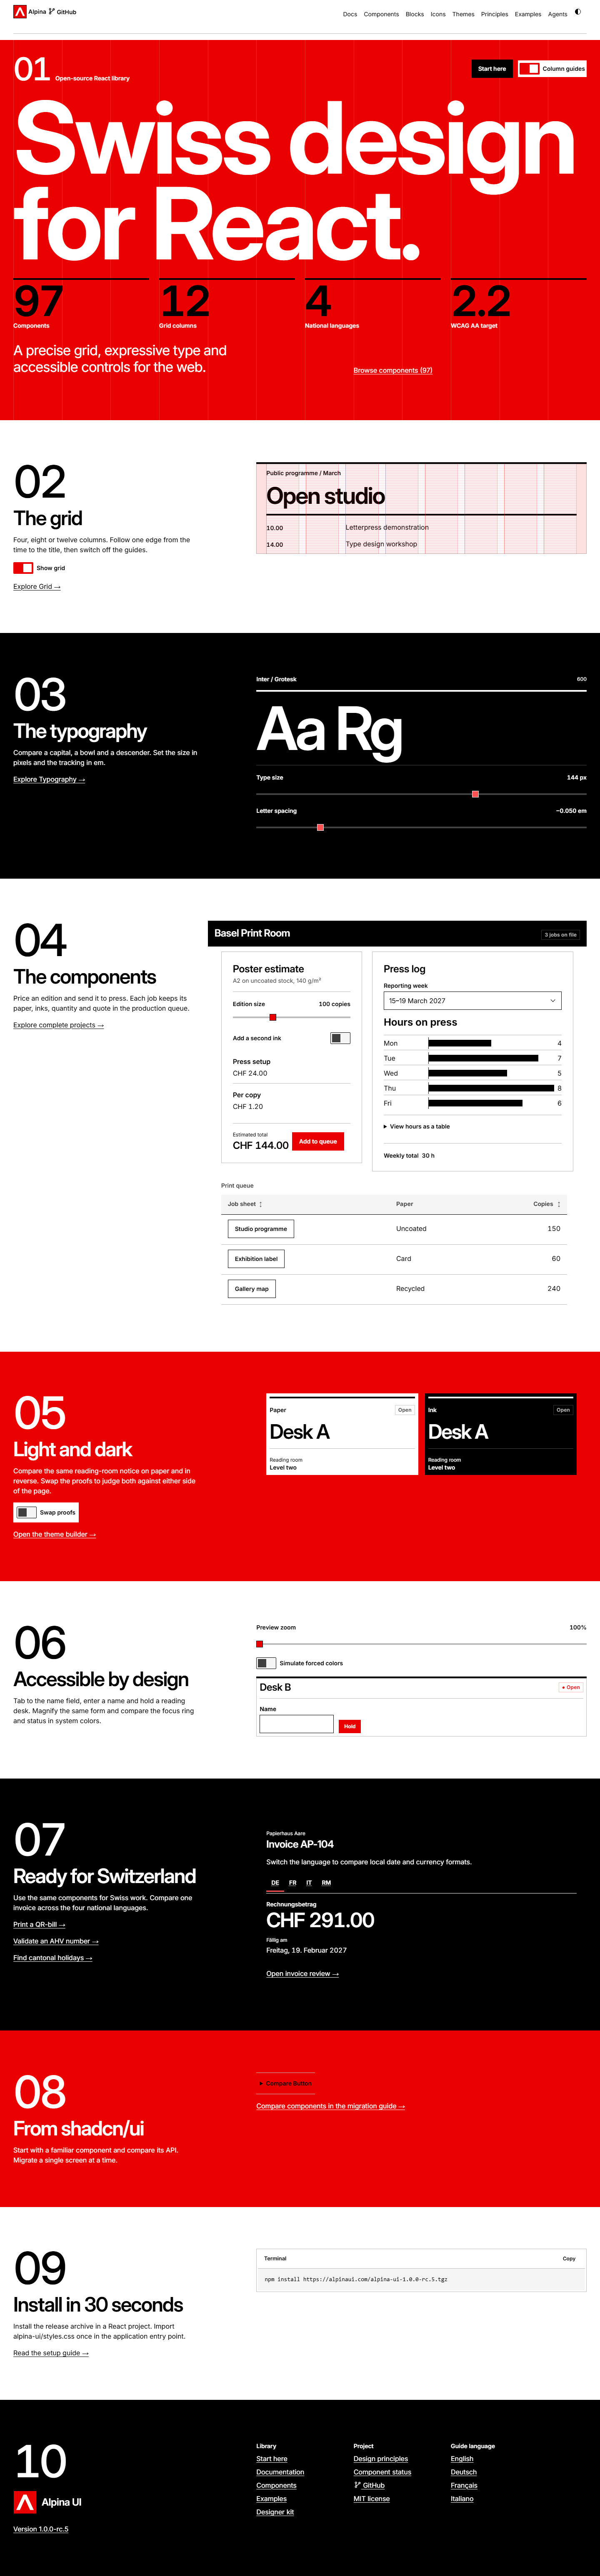 Alpina GitHub
Docs Components Blocks Icons Themes Principles Examples Agents
01 Open-source React library
Start here
Column guides
Swiss design
for React.
97
Components
12
Grid columns
4
National languages
2.2
WCAG AA target
A precise grid, expressive type and
accessible controls for the web.
Browse components (97)
02
The grid
Four, eight or twelve columns. Follow one edge from the
time to the title, then switch off the guides.
Show grid
Explore Grid →
Public programme / March
Open studio
10.00 Letterpress demonstration
14.00 Type design workshop
03
The typography
Compare a capital, a bowl and a descender. Set the size in
pixels and the tracking in em.
Explore Typography →
Inter / Grotesk 600
Aa Rg
Type size 144 px
Letter spacing −0.050 em
04
The components
Price an edition and send it to press. Each job keeps its
paper, inks, quantity and quote in the production queue.
Explore complete projects →
Basel Print Room
3 jobs on file
Poster estimate
A2 on uncoated stock, 140 g/m²
Edition size 100 copies
Add a second ink
Press setup
CHF 24.00
Per copy
CHF 1.20
Estimated total
CHF 144.00
Add to queue
Press log
Reporting week
15–19 March 2027
Hours on press
Mon 4
Tue 7
Wed 5
Thu 8
Fri 6
View hours as a table
Weekly total 30 h
Print queue
Job sheet Paper Copies
Studio programme Uncoated 150
Exhibition label Card 60
Gallery map Recycled 240
05
Light and dark
Compare the same reading-room notice on paper and in
reverse. Swap the proofs to judge both against either side
of the page.
Swap proofs
Open the theme builder →
Paper Open
Desk A
Reading room
Level two
Ink Open
Desk A
Reading room
Level two
06
Accessible by design
Tab to the name field, enter a name and hold a reading
desk. Magnify the same form and compare the focus ring
and status in system colors.
Preview zoom 100%
Simulate forced colors
Desk B Open
Name
Hold
07
Ready for Switzerland
Use the same components for Swiss work. Compare one
invoice across the four national languages.
Print a QR-bill →
Validate an AHV number →
Find cantonal holidays →
Papierhaus Aare
Invoice AP-104
Switch the language to compare local date and currency formats.
DE FR IT RM
Rechnungsbetrag
CHF 291.00
Fällig am
Freitag, 19. Februar 2027
Open Invoice review →
08
From shadcn/ui
Start with a familiar component and compare its API.
Migrate a single screen at a time.
Compare Button
Compare components in the migration guide →
09
Install in 30 seconds
Install the release archive in a React project. Import
alpina-ui/styles.css once in the application entry point.
Read the setup guide →
Terminal Copy
npm install https://alpinaui.com/alpina-ui-1.0.0-rc.5.tgz
10
Alpina UI
Version 1.0.0-rc.5
Library
Start here
Documentation
Components
Examples
Designer kit
Project
Design principles
Component status
GitHub
MIT license
Guide language
English
Deutsch
Français
Italiano